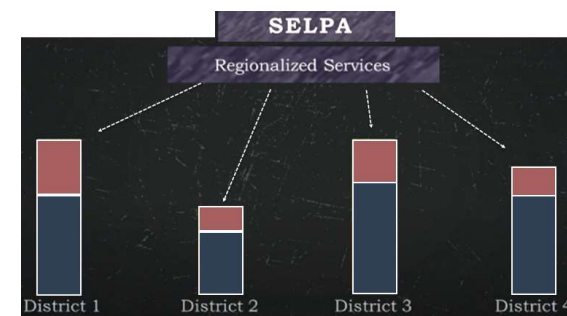 SELPA
Regionalized Services
District 1
District 2
District 3
District 4